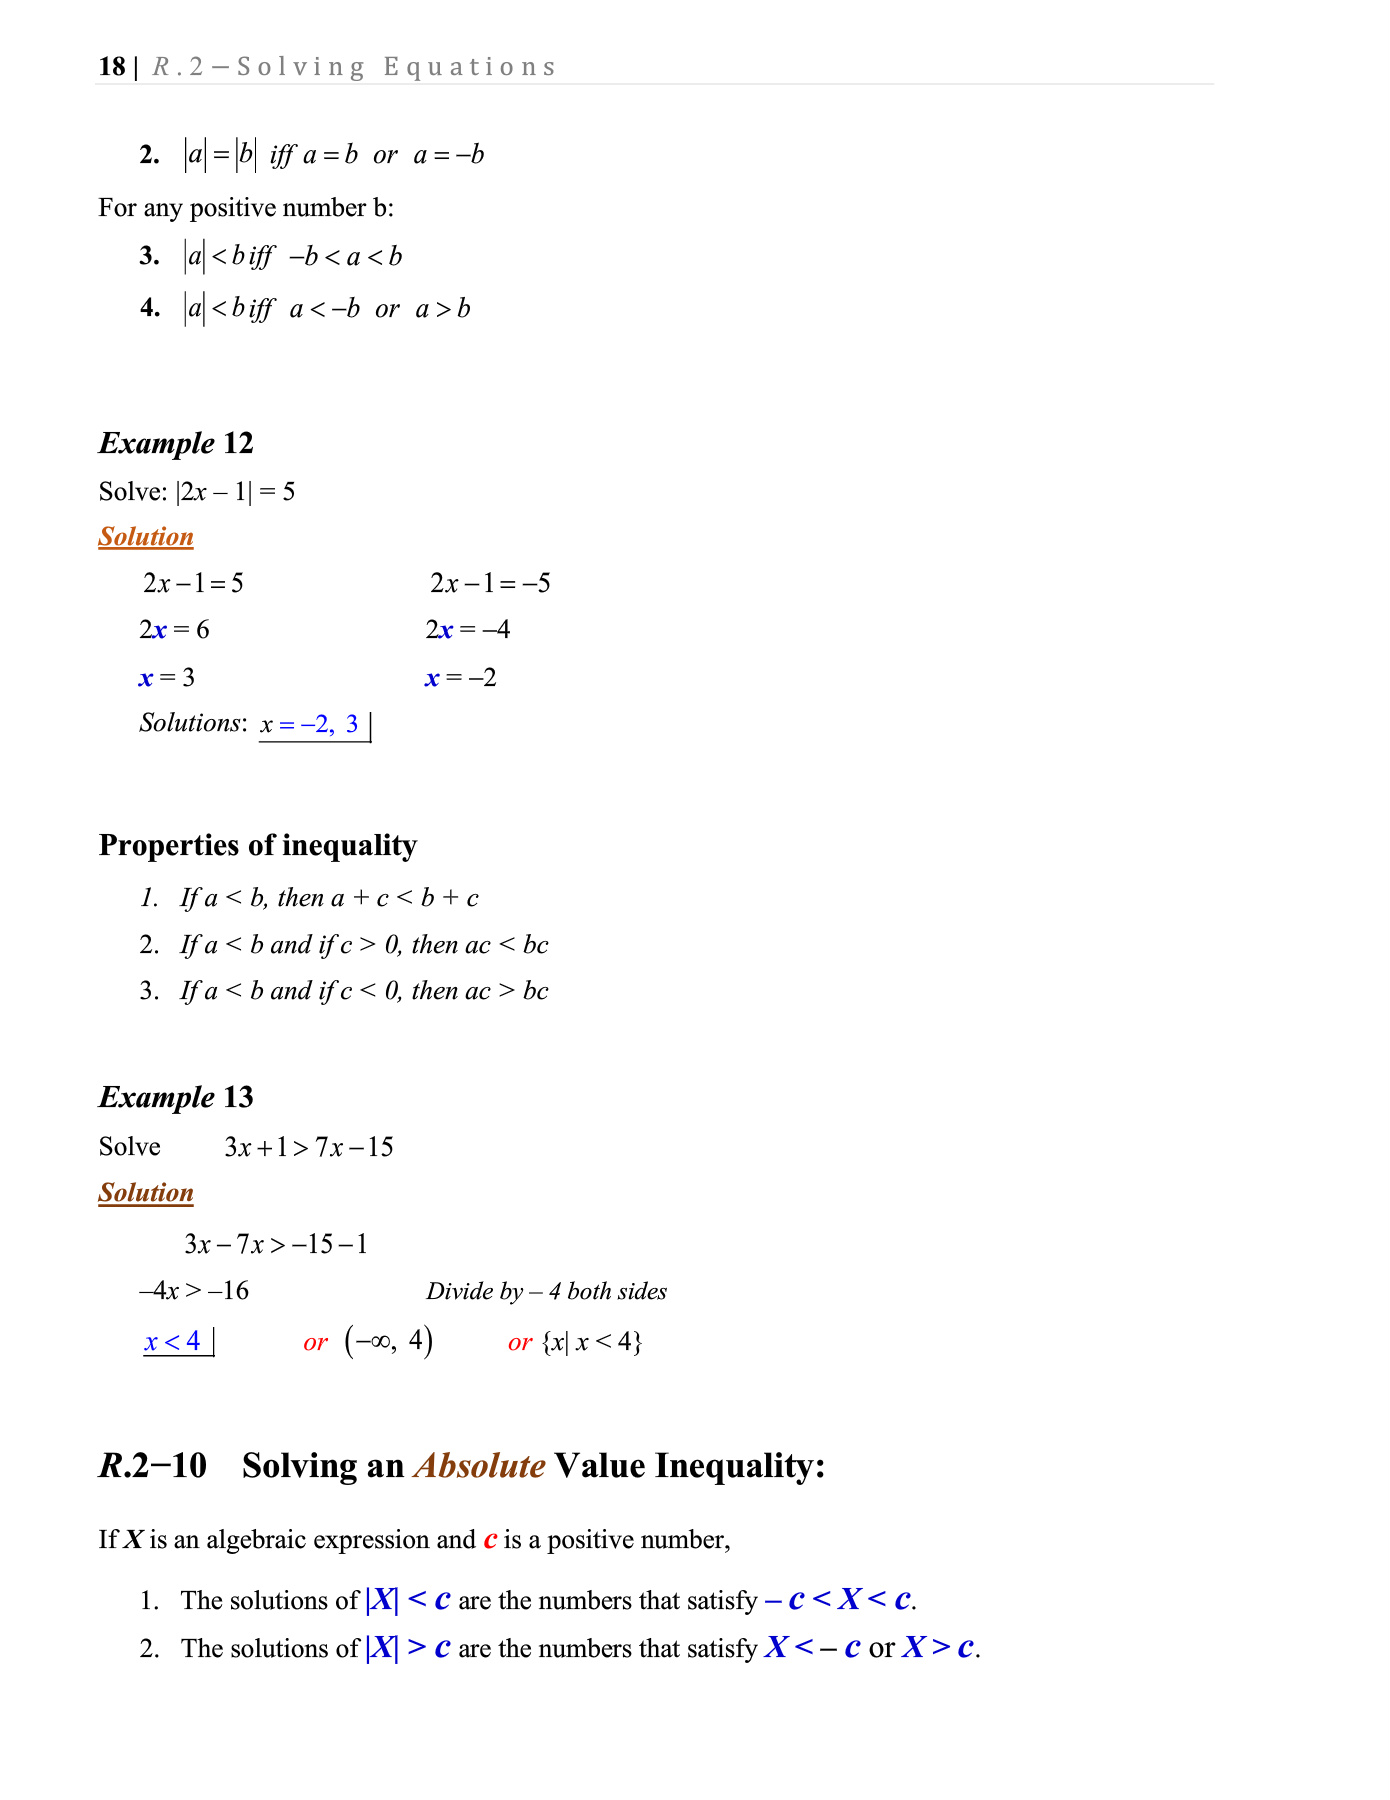 18 | R.2 – Solving Equations
2. |a| = |b| iff a = b or a = –b
For any positive number b:
3. |a| < b iff –b < a < b
4. |a| < b iff a < –b or a > b
Example 12
Solve: |2x – 1| = 5
Solution
2x – 1 = 5 2x – 1 = –5
2x = 6 2x = –4
x = 3 x = –2
Solutions: x = –2, 3
Properties of inequality
1. If a < b, then a + c < b + c
2. If a < b and if c > 0, then ac < bc
3. If a < b and if c < 0, then ac > bc
Example 13
Solve 3x + 1 > 7x – 15
Solution
3x – 7x > –15 – 1
–4x > –16 Divide by – 4 both sides
x < 4 or (–∞, 4) or {x| x < 4}
R.2–10 Solving an Absolute Value Inequality:
If X is an algebraic expression and c is a positive number,
1. The solutions of |X| < c are the numbers that satisfy – c < X < c.
2. The solutions of |X| > c are the numbers that satisfy X < – c or X > c.